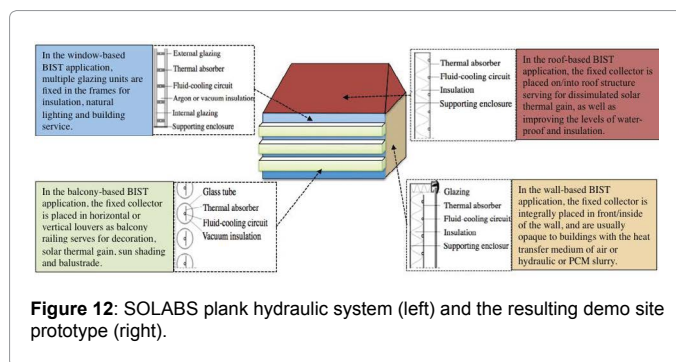 In the window-based
BIST application,
multiple glazing units are
fixed in the frames for
insulation, natural
lighting and building
service.
External glazing
Thermal absorber
Fluid-cooling circuit
Argon or vacuum insulation
Internal glazing
Supporting enclosure
Thermal absorber
Fluid-cooling circuit
Insulation
Supporting enclosure
In the roof-based BIST
application, the fixed collector is
placed on/into roof structure
serving for dissimulated solar
thermal gain, as well as
improving the levels of water-
proof and insulation.
In the balcony-based BIST
application, the fixed collector
is placed in horizontal or
vertical louvers as balcony
railing serves for decoration,
solar thermal gain, sun shading
and balustrade.
Glass tube
Thermal absorber
Fluid-cooling circuit
Vacuum insulation
Glazing
Thermal absorber
Fluid-cooling circuit
Insulation
Supporting enclosur
In the wall-based BIST
application, the fixed collector is
integrally placed in front/inside
of the wall, and are usually
opaque to buildings with the heat
transfer medium of air or
hydraulic or PCM slurry.
Figure 12: SOLABS plank hydraulic system (left) and the resulting demo site
prototype (right).